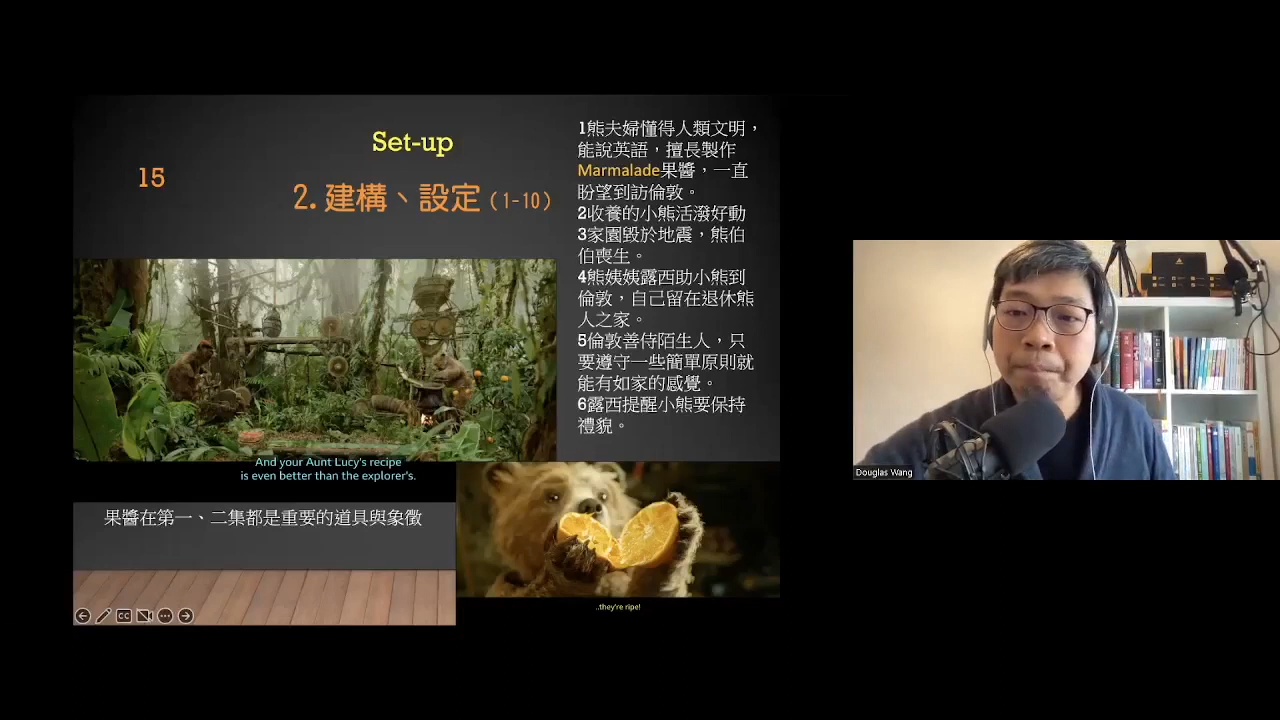 Set-up
15
2. 建構、設定（1-10）
1熊夫婦懂得人類文明，
能說英語，擅長製作
Marmalade果醬，一直
盼望到訪倫敦。
2收養的小熊活潑好動
3家園毀於地震，熊伯
伯喪生。
4熊姨姨露西助小熊到
倫敦，自己留在退休熊
人之家。
5倫敦善侍陌生人，只
要遵守一些簡單原則就
能有如家的感覺。
6露西提醒小熊要保持
禮貌。
And your Aunt Lucy's recipe
is even better than the explorer's.
果醬在第一、二集都是重要的道具與象徵
..they're ripe!
CC
Douglas Wang